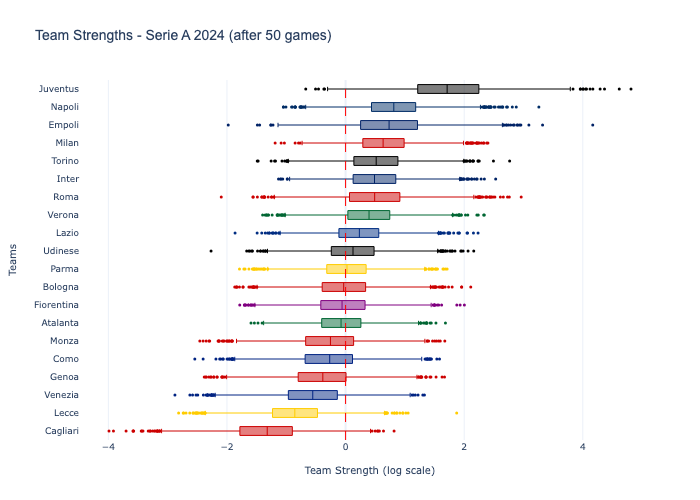 Team Strengths - Serie A 2024 (after 50 games)
Juventus
Napoli
Empoli
Milan
Torino
Inter
Roma
Verona
Lazio
Udinese
Parma
Bologna
Fiorentina
Atalanta
Monza
Como
Genoa
Venezia
Lecce
Cagliari
Teams
−4
−2
0
2
4
Team Strength (log scale)